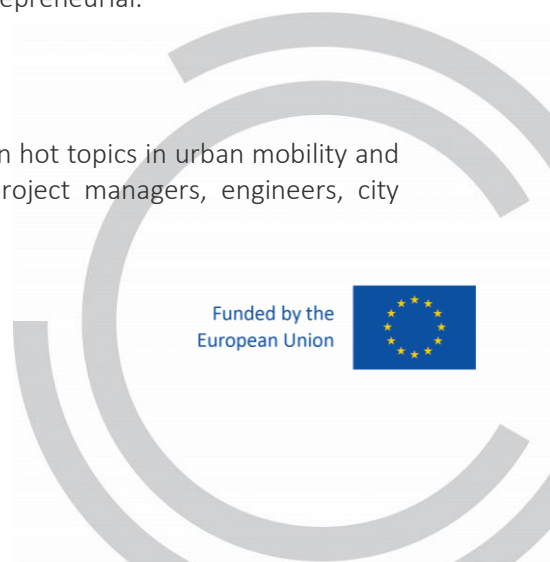 epreneurial.
n hot topics in urban mobility and
roject managers, engineers, city
Funded by the
European Union